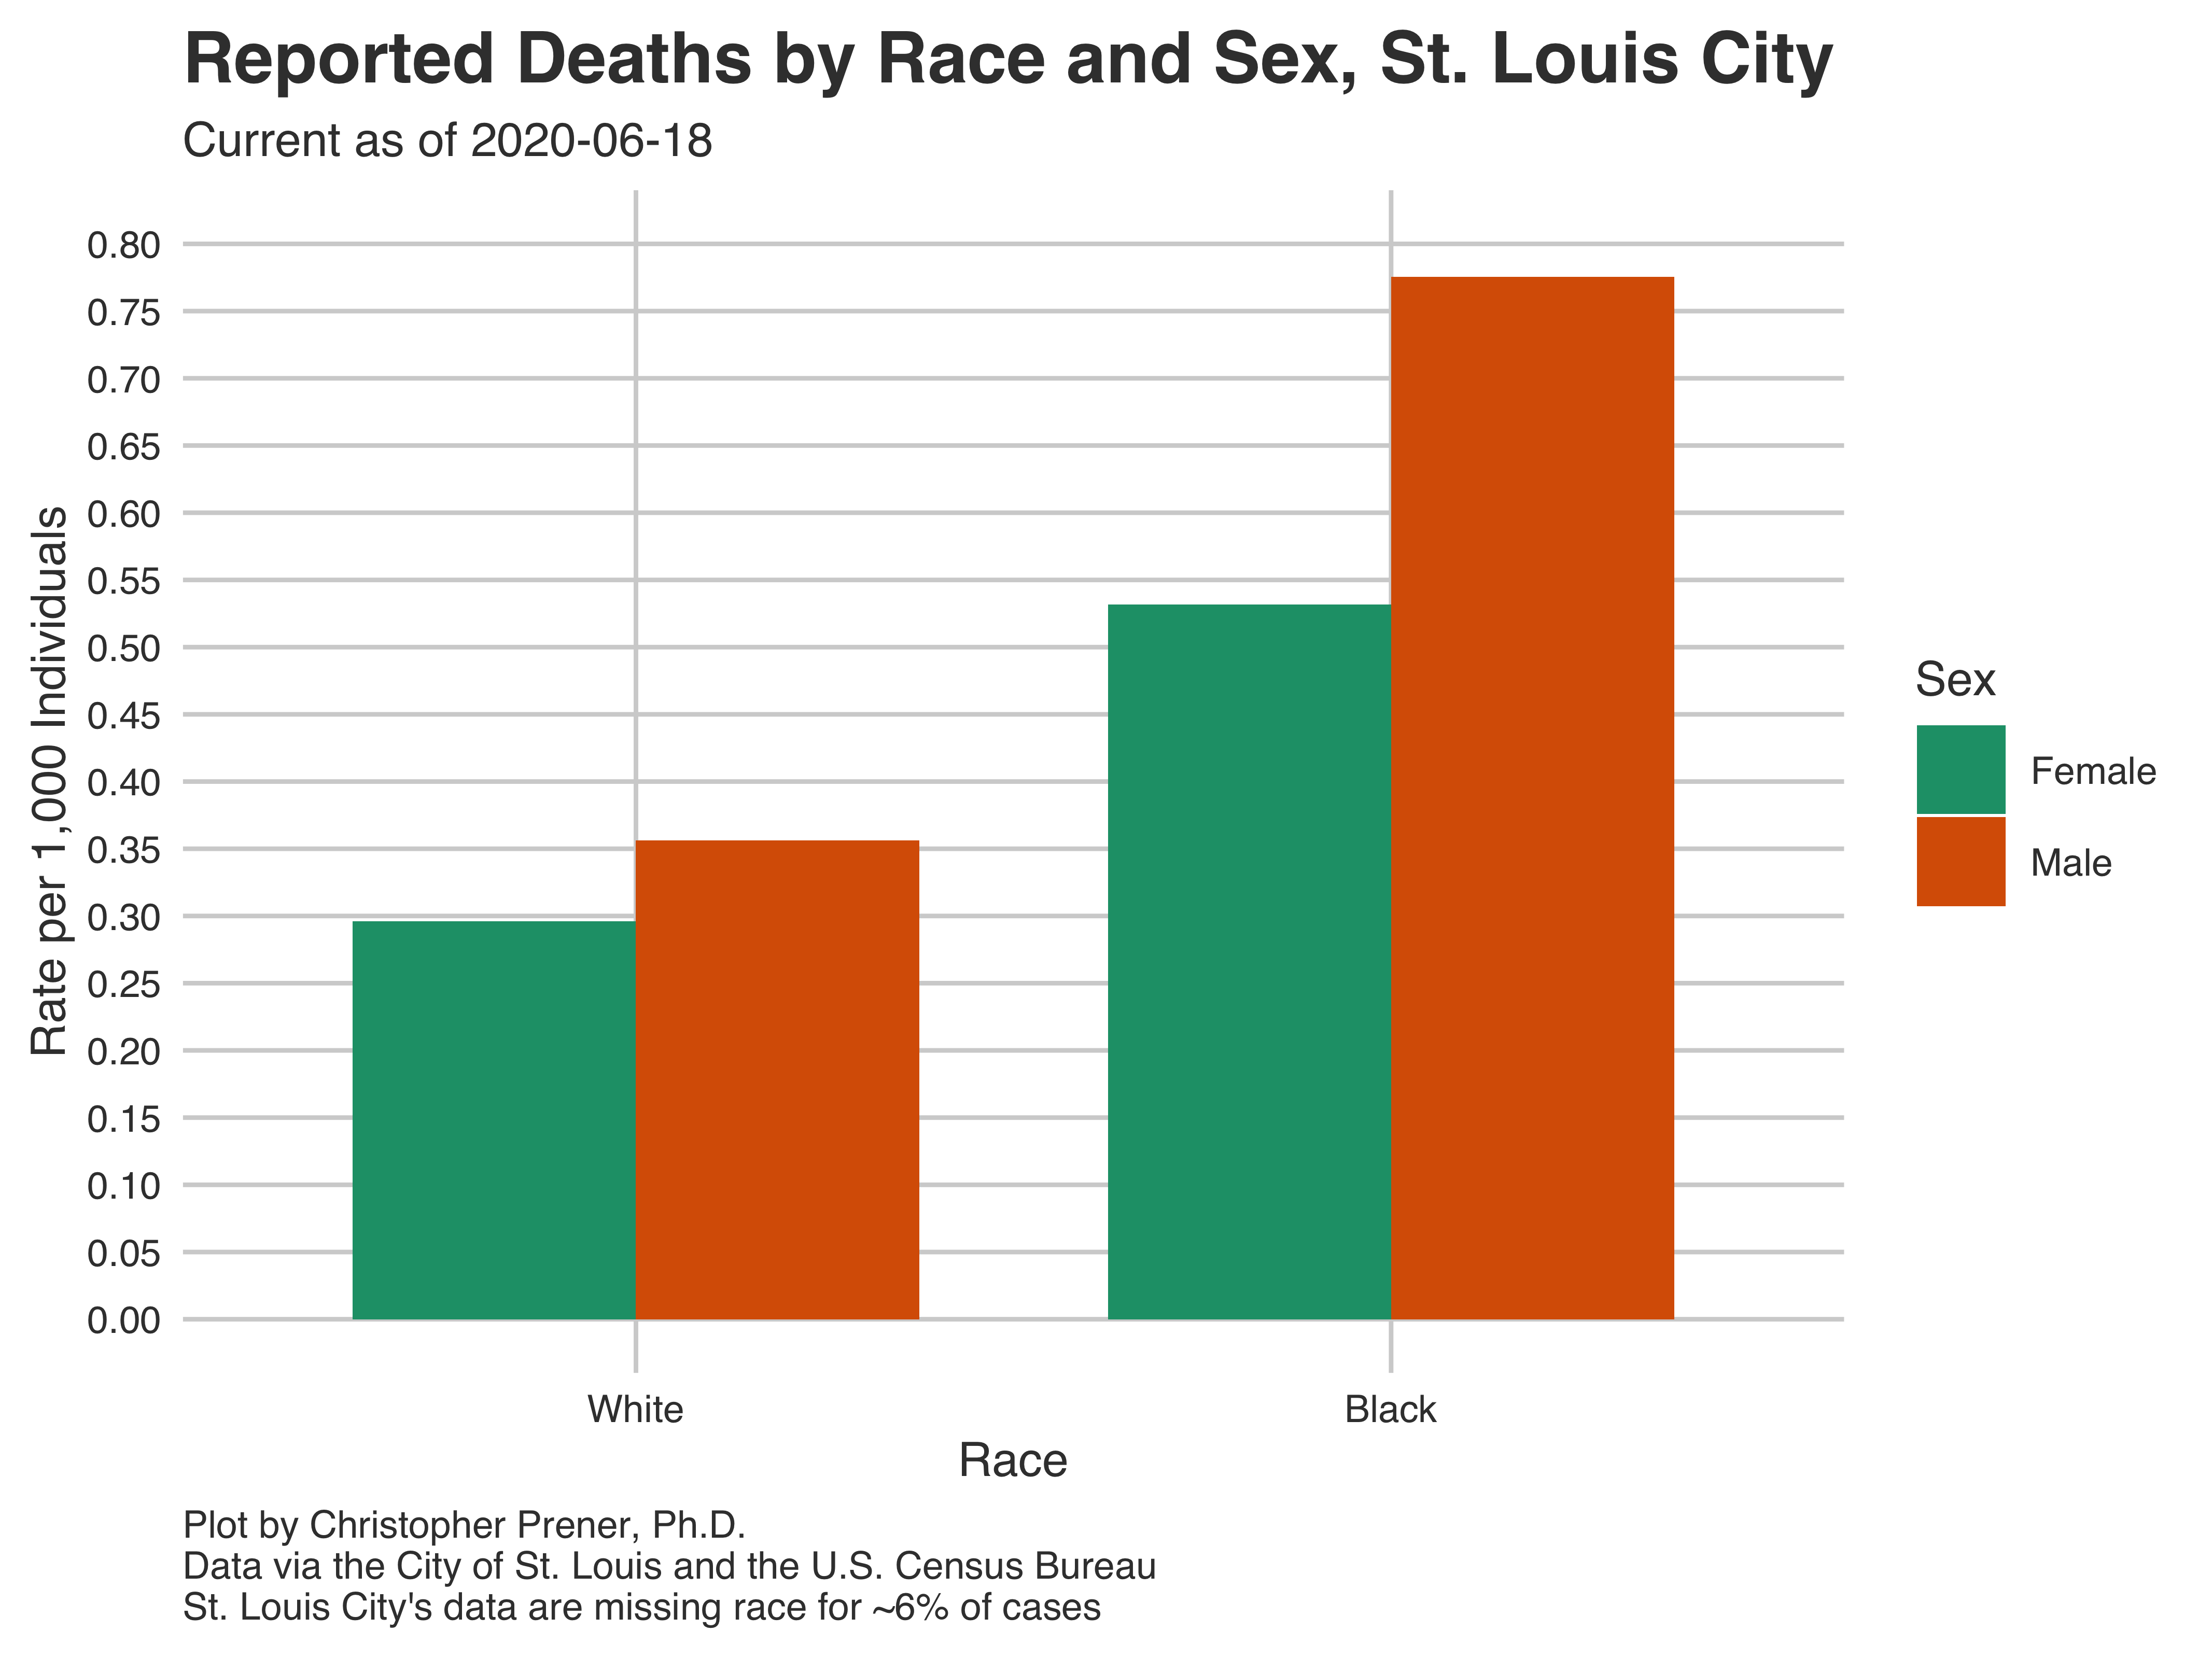 Reported Deaths by Race and Sex, St. Louis City
Current as of 2020-06-18
Rate per 1,000 Individuals
0.80
0.75
0.70
0.65
0.60
0.55
0.50
0.45
0.40
0.35
0.30
0.25
0.20
0.15
0.10
0.05
0.00
White
Black
Race
Sex
Female
Male
Plot by Christopher Prener, Ph.D.
Data via the City of St. Louis and the U.S. Census Bureau
St. Louis City's data are missing race for ~6% of cases